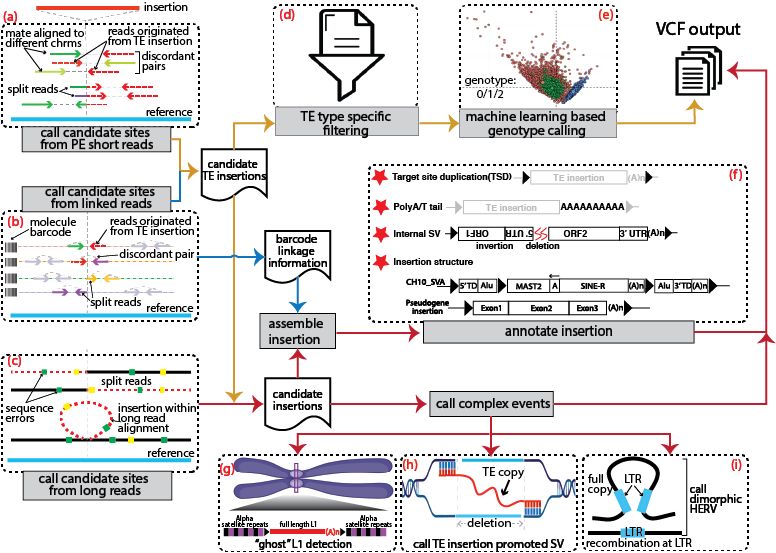 insertion
(a)
mate aligned to
different chrms
reads originated
from TE insertion
discordant
pairs
split reads
reference
call candidate sites
from PE short reads
call candidate sites
from linked reads
(b)
molecule
barcode
reads originated
from TE insertion
discordant pair
split reads
reference
(c)
split reads
sequence
errors
insertion within
long read
alignment
reference
call candidate sites
from long reads
candidate
TE insertions
barcode
linkage
information
assemble
insertion
candidate
insertions
(d)
TE type specific
filtering
(e)
genotype:
0/1/2
machine learning based
genotype calling
VCF output
(f)
Target site duplication(TSD)
TE insertion
(A)n
PolyA/T tail
TE insertion
AAAAAAAAAA
Internal SV
ORF1
5' UTR
ORF2
3' UTR
(A)n
invertion
deletion
Insertion structure
CH10_SVA
5'TD
Alu
MAST2
A
SINE-R
(A)n
Alu
3'TD
(A)n
Pseudogene
insertion
Exon1
Exon2
Exon3
(A)n
annotate insertion
call complex events
(g)
Alpha
satellite repeats
full length L1
(A)n
Alpha
satellite repeats
"ghost" L1 detection
(h)
TE copy
deletion
call TE insertion promoted SV
(i)
full
copy
LTR
LTR
recombination at LTR
call
dimorphic
HERV